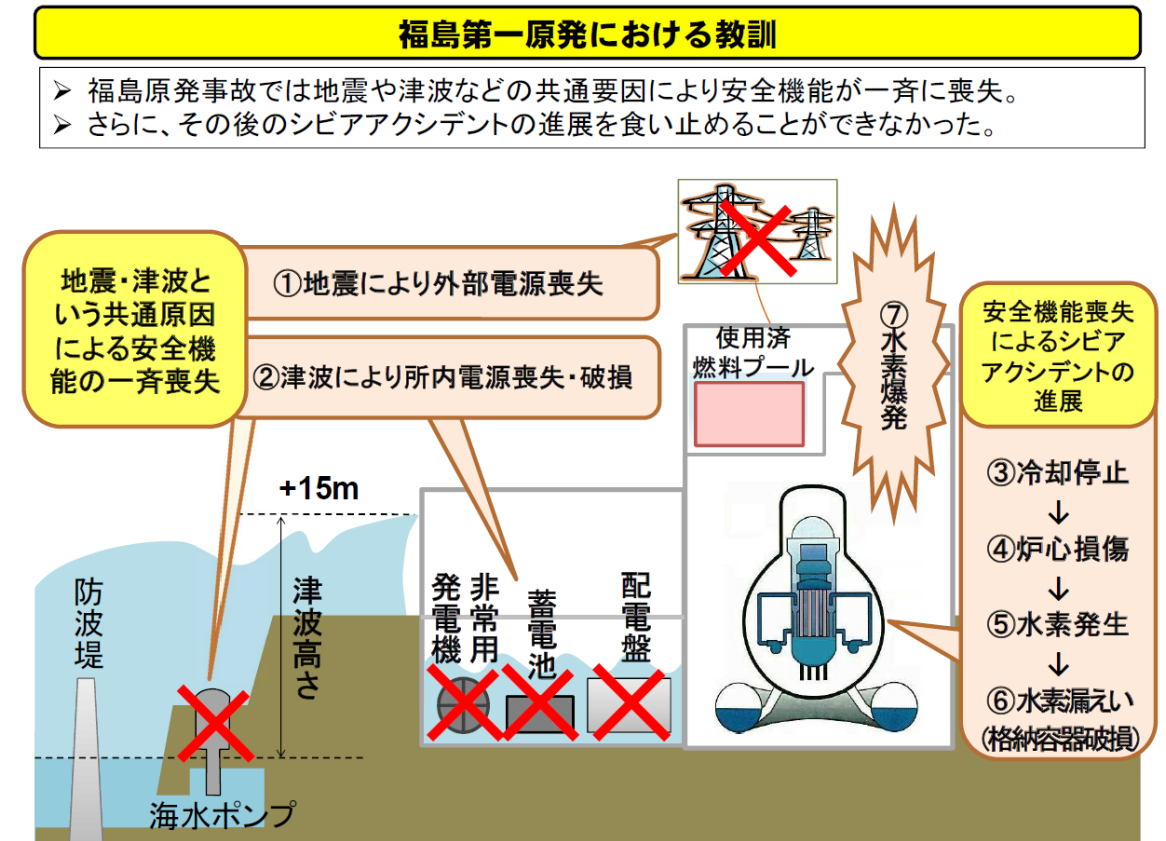 福島第一原発における教訓
➢ 福島原発事故では地震や津波などの共通要因により安全機能が一斉に喪失。
➢ さらに、その後のシビアアクシデントの進展を食い止めることができなかった。
地震・津波と
いう共通原因
による安全機
能の一斉喪失
①地震により外部電源喪失
②津波により所内電源喪失・破損
使用済
燃料プール
⑦水素爆発
安全機能喪失
によるシビア
アクシデントの
進展
③冷却停止
↓
④炉心損傷
↓
⑤水素発生
↓
⑥水素漏えい
(格納容器破損)
+15m
津波高さ
防波堤
海水ポンプ
非常用
発電機
蓄電池
配電盤